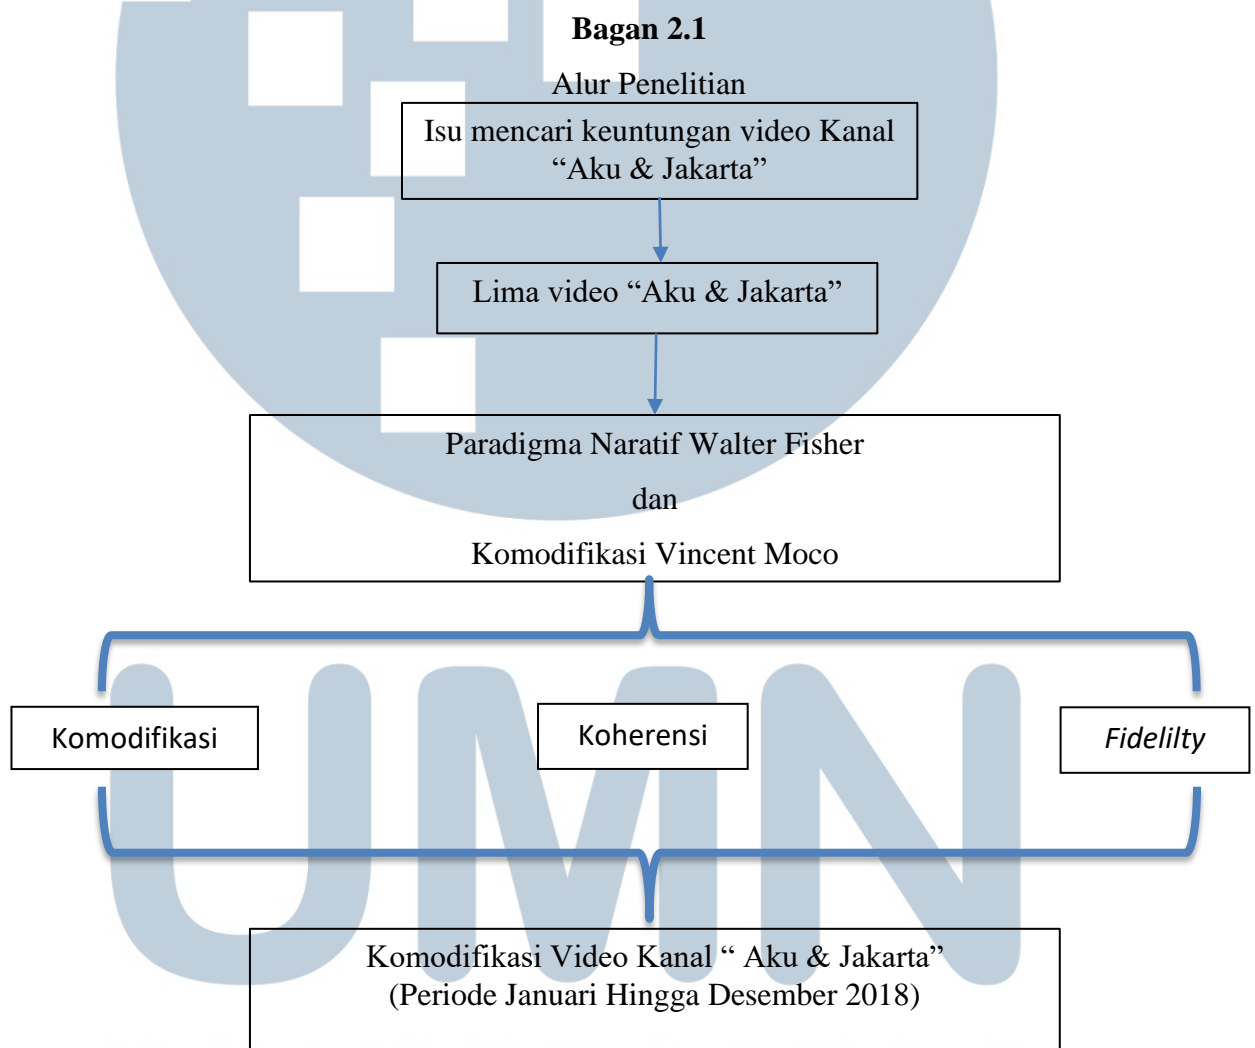 Bagan 2.1
Alur Penelitian
Isu mencari keuntungan video Kanal
“Aku & Jakarta”
Lima video “Aku & Jakarta”
Paradigma Naratif Walter Fisher
dan
Komodifikasi Vincent Moco
Komodifikasi
Koherensi
Fidelilty
UMN
Komodifikasi Video Kanal “ Aku & Jakarta”
(Periode Januari Hingga Desember 2018)